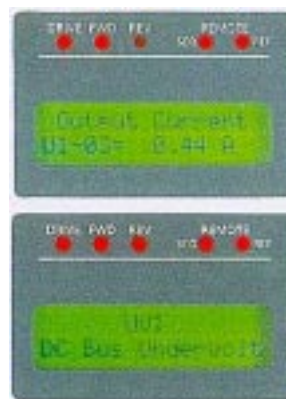 DRIVE FWD REV REMOTE
SEQ REF
Output Current
U1-03= 0.44 A
DRIVE FWD REV REMOTE
SEQ REF
UV1
DC Bus Undervolt